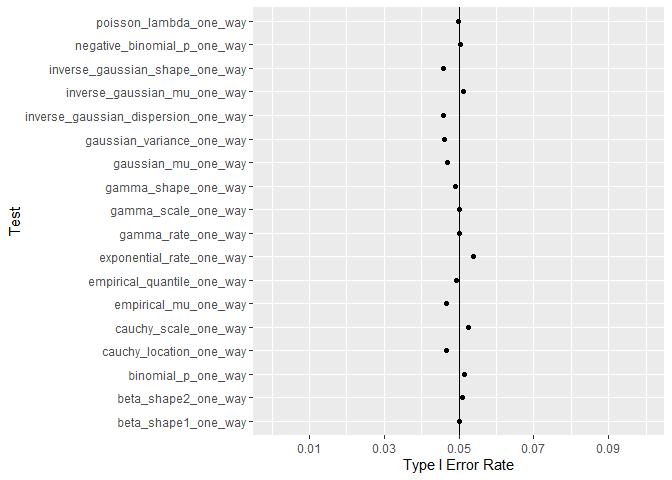 poisson_lambda_one_way
negative_binomial_p_one_way
inverse_gaussian_shape_one_way
inverse_gaussian_mu_one_way
inverse_gaussian_dispersion_one_way
gaussian_variance_one_way
gaussian_mu_one_way
gamma_shape_one_way
gamma_scale_one_way
gamma_rate_one_way
exponential_rate_one_way
empirical_quantile_one_way
empirical_mu_one_way
cauchy_scale_one_way
cauchy_location_one_way
binomial_p_one_way
beta_shape2_one_way
beta_shape1_one_way
Test
0.01 0.03 0.05 0.07 0.09
Type I Error Rate